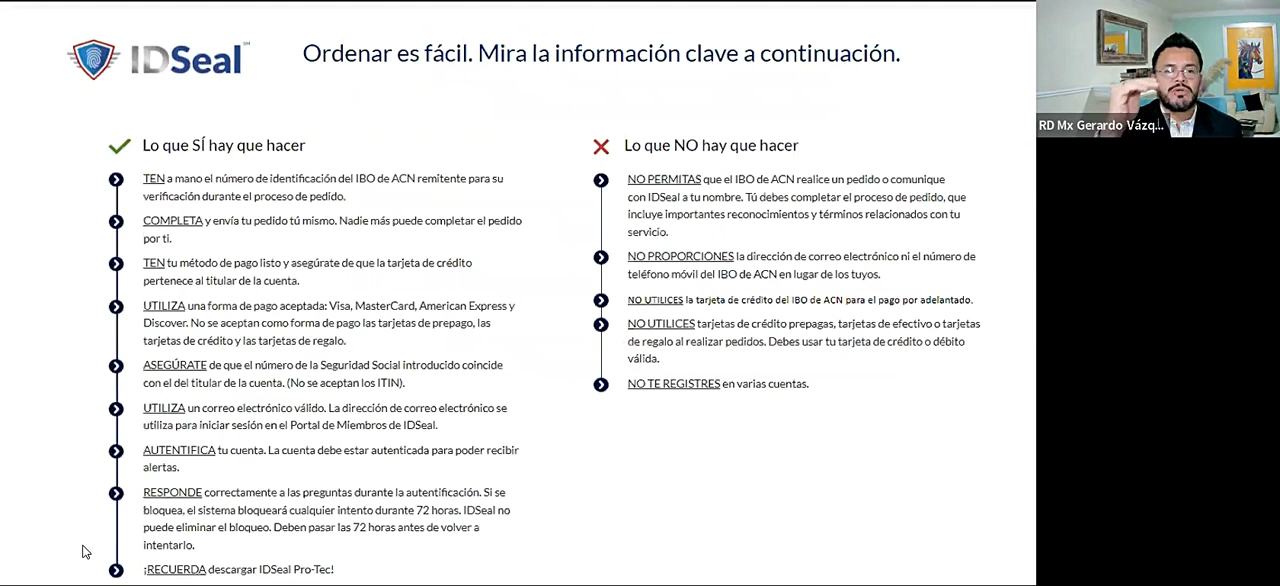 IDSeal
Ordenar es fácil. Mira la información clave a continuación.
RD Mx Gerardo Vázq...
Lo que SÍ hay que hacer
TEN a mano el número de identificación del IBO de ACN remitente para su
verificación durante el proceso de pedido.
COMPLETA y envía tu pedido tú mismo. Nadie más puede completar el pedido
por ti.
TEN tu método de pago listo y asegúrate de que la tarjeta de crédito
pertenece al titular de la cuenta.
UTILIZA una forma de pago aceptada: Visa, MasterCard, American Express y
Discover. No se aceptan como forma de pago las tarjetas de prepago, las
tarjetas de crédito y las tarjetas de regalo.
ASEGÚRATE de que el número de la Seguridad Social introducido coincide
con el del titular de la cuenta. (No se aceptan los ITIN).
UTILIZA un correo electrónico válido. La dirección de correo electrónico se
utiliza para iniciar sesión en el Portal de Miembros de IDSeal.
AUTENTIFICA tu cuenta. La cuenta debe estar autenticada para poder recibir
alertas.
RESPONDE correctamente a las preguntas durante la autentificación. Si se
bloquea, el sistema bloqueará cualquier intento durante 72 horas. IDSeal no
puede eliminar el bloqueo. Deben pasar las 72 horas antes de volver a
intentarlo.
¡RECUERDA descargar IDSeal Pro-Tec!
Lo que NO hay que hacer
NO PERMITAS que el IBO de ACN realice un pedido o comunique
con IDSeal a tu nombre. Tú debes completar el proceso de pedido, que
incluye importantes reconocimientos y términos relacionados con tu
servicio.
NO PROPORCIONES la dirección de correo electrónico ni el número de
teléfono móvil del IBO de ACN en lugar de los tuyos.
NO UTILICES la tarjeta de crédito del IBO de ACN para el pago por adelantado.
NO UTILICES tarjetas de crédito prepagas, tarjetas de efectivo o tarjetas
de regalo al realizar pedidos. Debes usar tu tarjeta de crédito o débito
válida.
NO TE REGISTRES en varias cuentas.